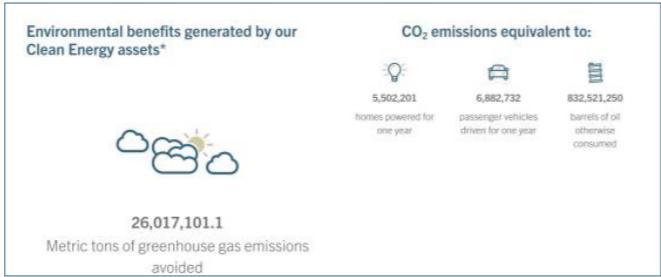 Environmental benefits generated by our
Clean Energy assets*
26,017,101.1
Metric tons of greenhouse gas emissions
avoided
CO₂ emissions equivalent to:
5,502,201
homes powered for
one year
6,882,732
passenger vehicles
driven for one year
832,521,250
barrels of oil
otherwise
consumed